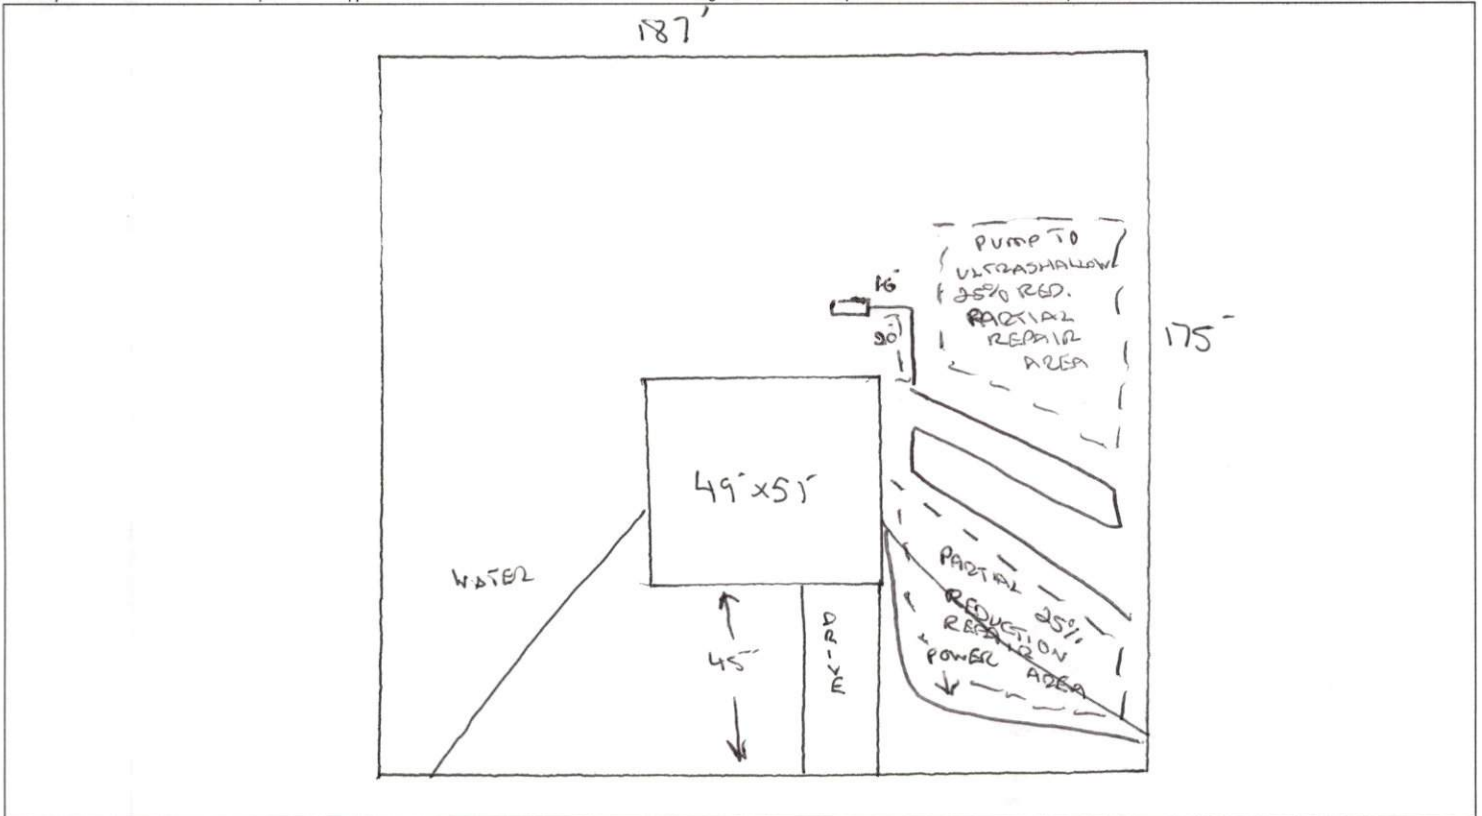 187'
PUMP TO
ULTRASHALLOW
25% RED.
PARTIAL
REPAIR
AREA
16'
20'
175'
49'x51'
WATER
45'
DRIVE
PARTIAL 25%
REDUCTION
REPAIR
AREA
POWER